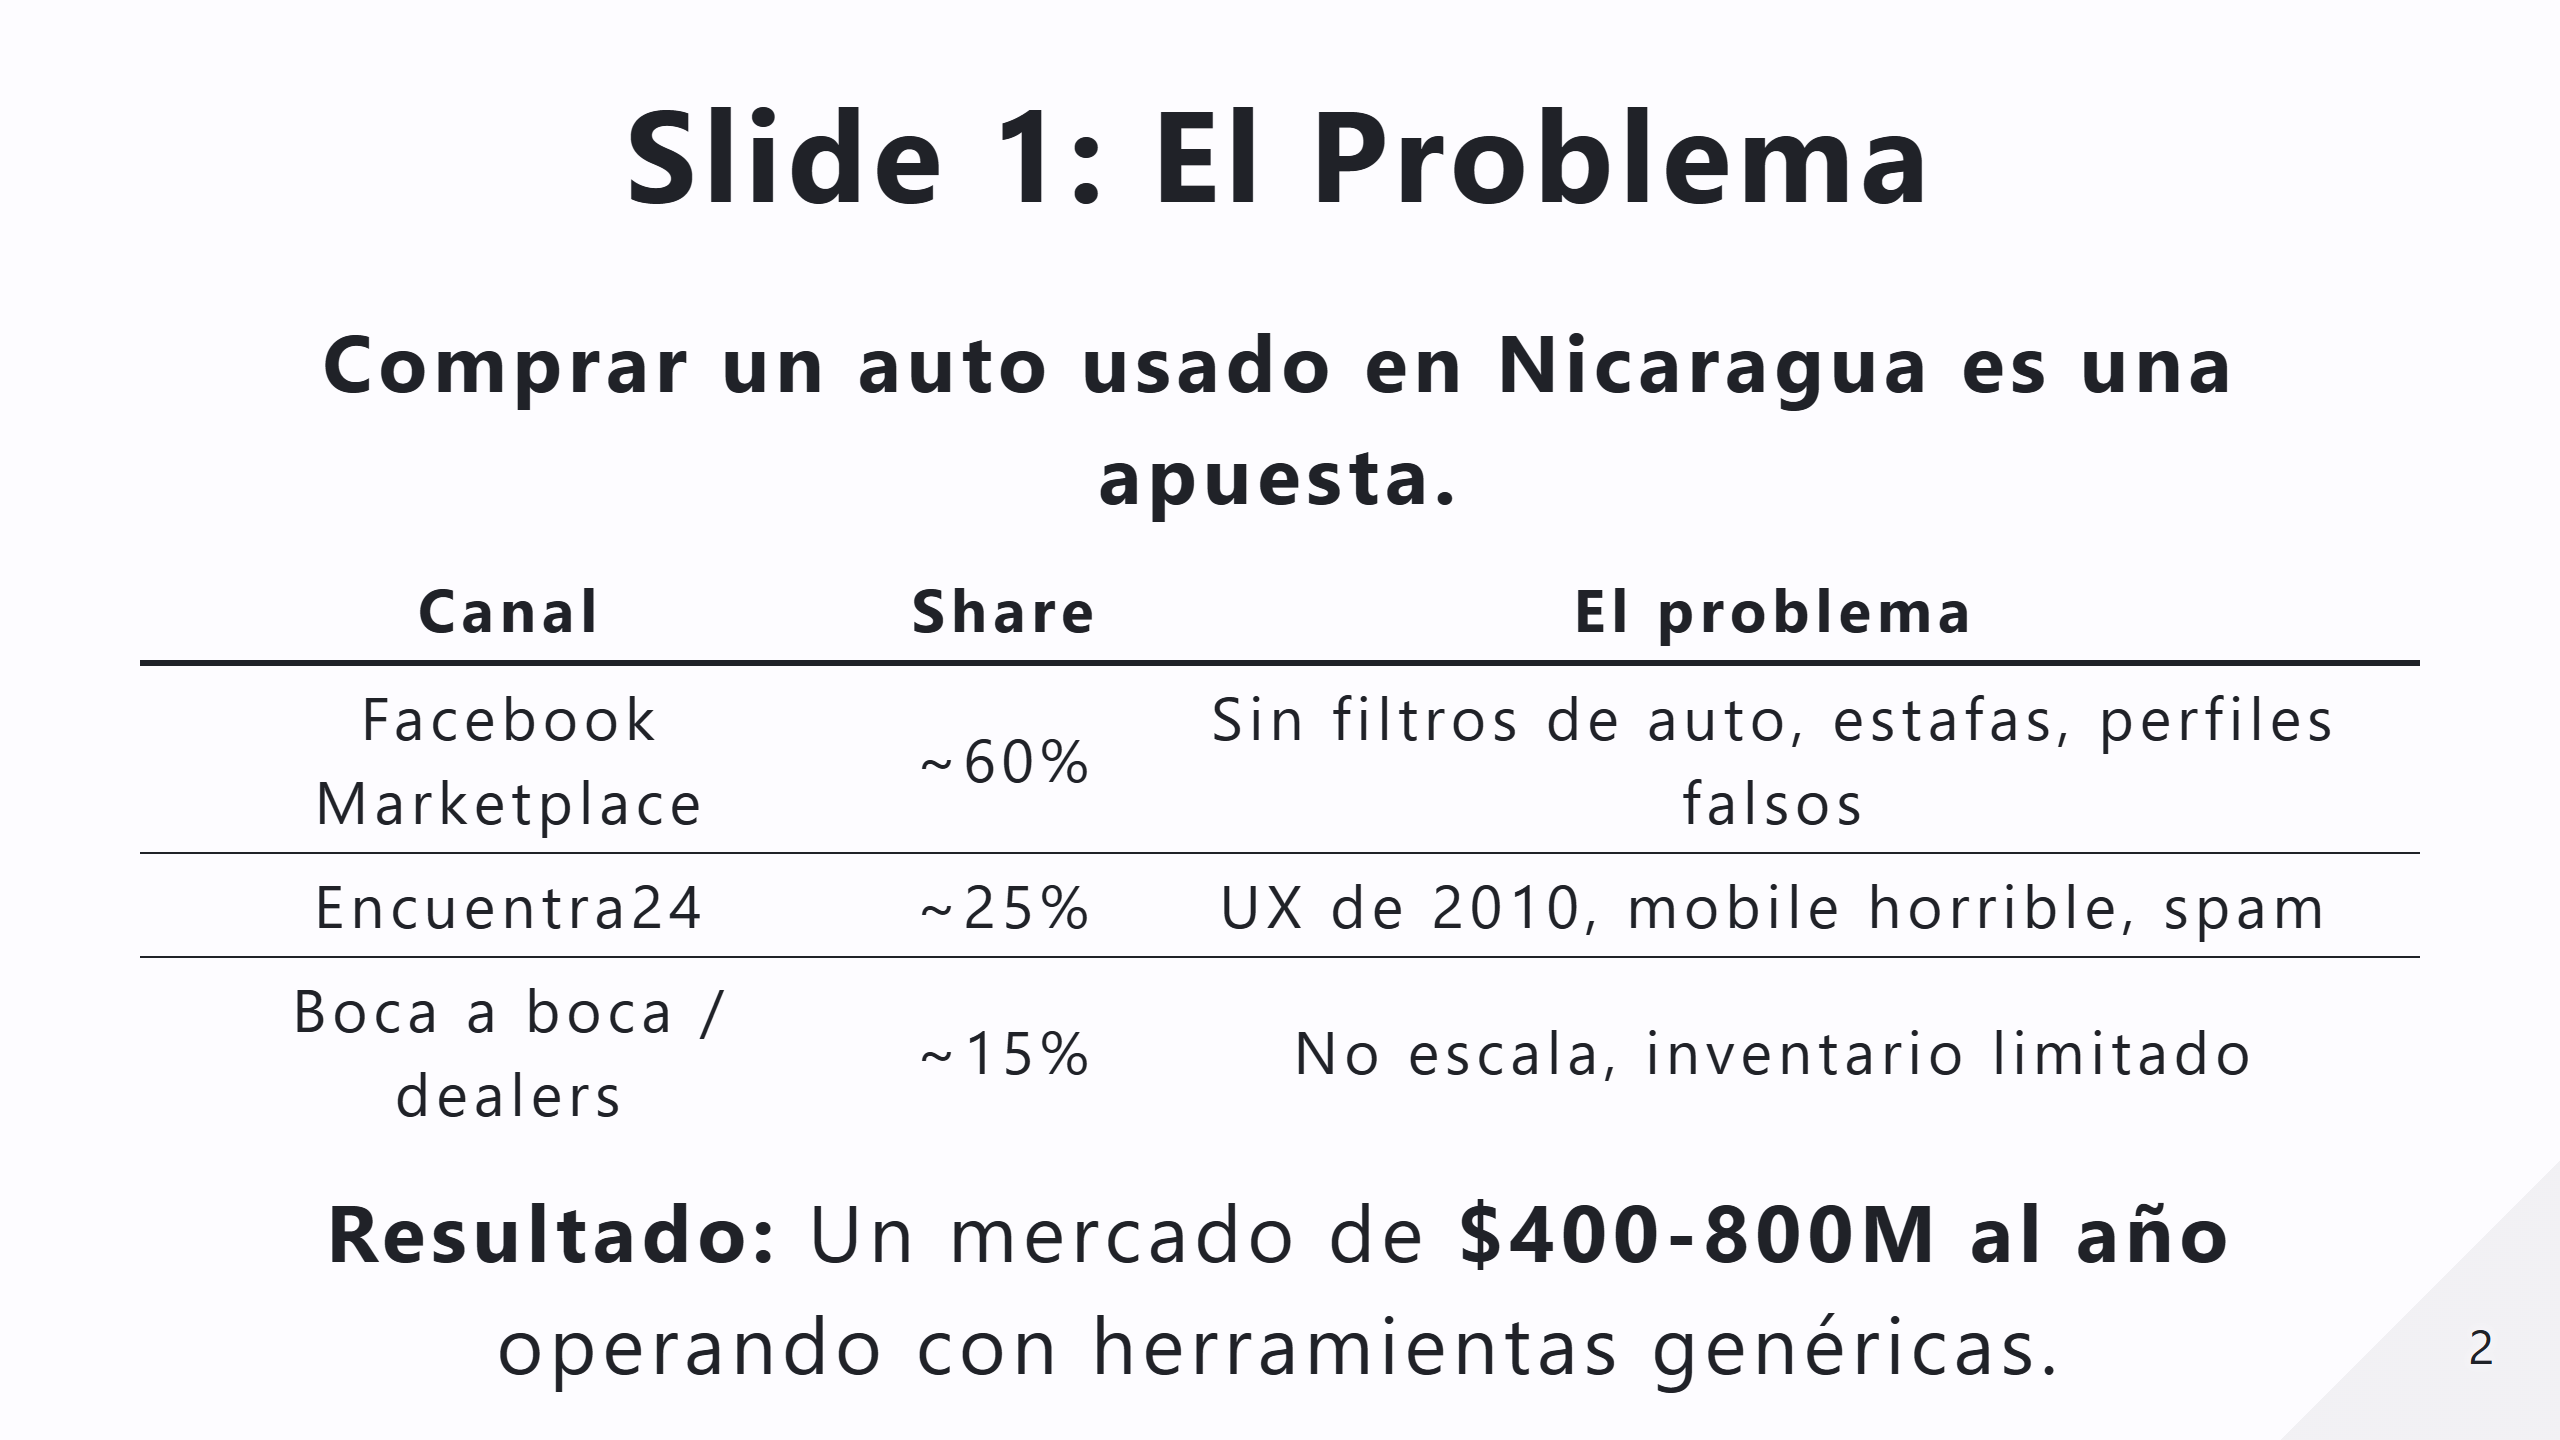 Slide 1: El Problema
Comprar un auto usado en Nicaragua es una
apuesta.
Canal Share El problema
Facebook
Marketplace
~60%
Sin filtros de auto, estafas, perfiles
falsos
Encuentra24 ~25% UX de 2010, mobile horrible, spam
Boca a boca /
dealers
~15%
No escala, inventario limitado
Resultado: Un mercado de $400-800M al año
operando con herramientas genéricas.
2